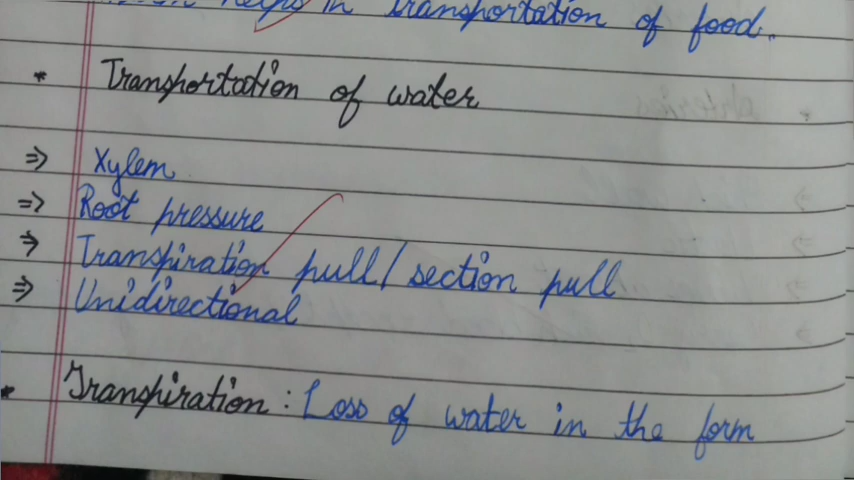 helps in transportation of food.
* Transportation of water
⇒ Xylem
⇒ Root pressure
⇒ Transpiration pull/section pull
⇒ Unidirectional
* Transpiration : Loss of water in the form